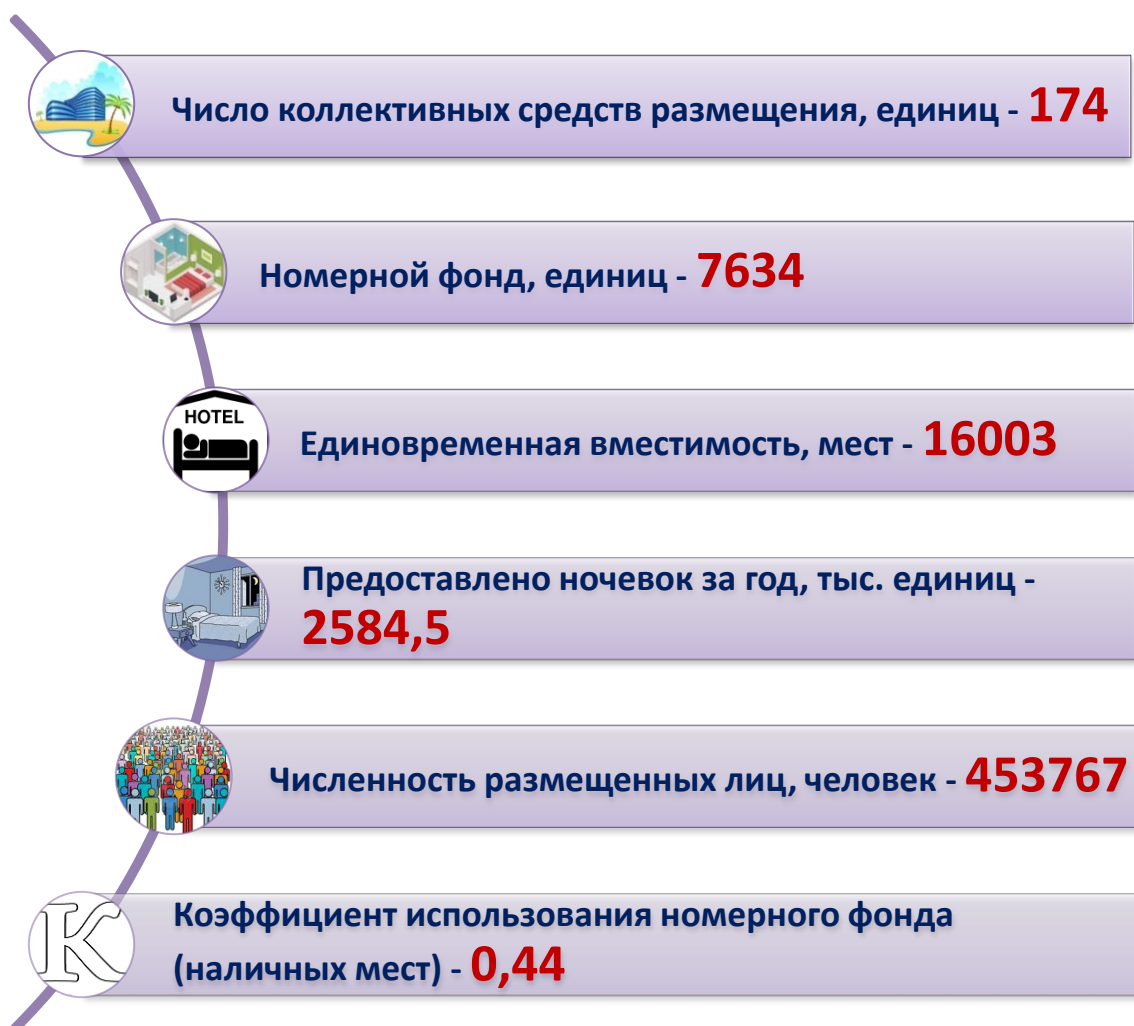 Число коллективных средств размещения, единиц - 174
Номерной фонд, единиц - 7634
HOTEL
Единовременная вместимость, мест - 16003
Предоставлено ночевок за год, тыс. единиц -
2584,5
Численность размещенных лиц, человек - 453767
К
Коэффициент использования номерного фонда
(наличных мест) - 0,44